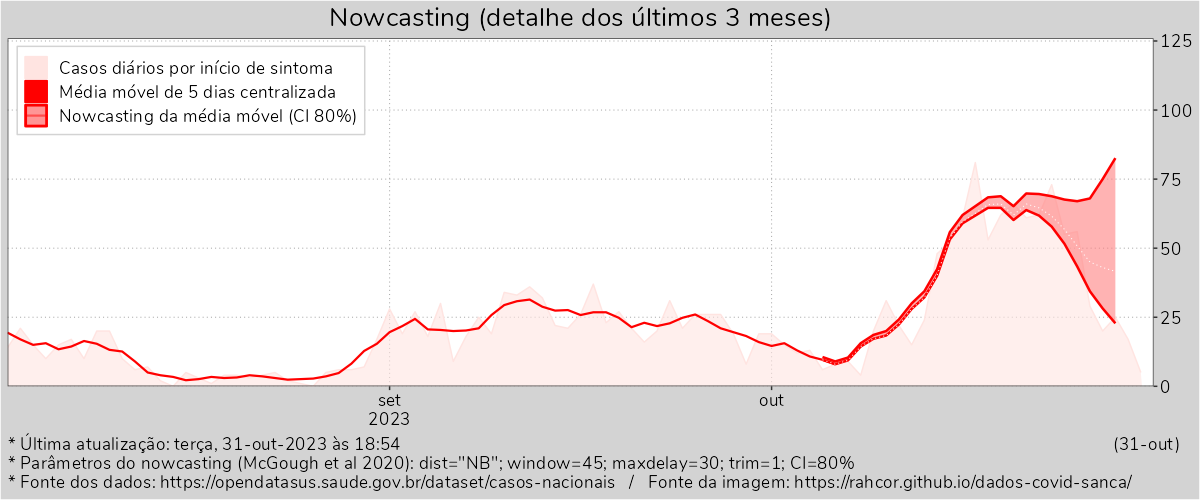 Nowcasting (detalhe dos últimos 3 meses)
Casos diários por início de sintoma
Média móvel de 5 dias centralizada
Nowcasting da média móvel (CI 80%)
125
100
75
50
25
0
set
2023
out
* Última atualização: terça, 31-out-2023 às 18:54
(31-out)
* Parâmetros do nowcasting (McGough et al 2020): dist="NB"; window=45; maxdelay=30; trim=1; CI=80%
* Fonte dos dados: https://opendatasus.saude.gov.br/dataset/casos-nacionais / Fonte da imagem: https://rahcor.github.io/dados-covid-sanca/